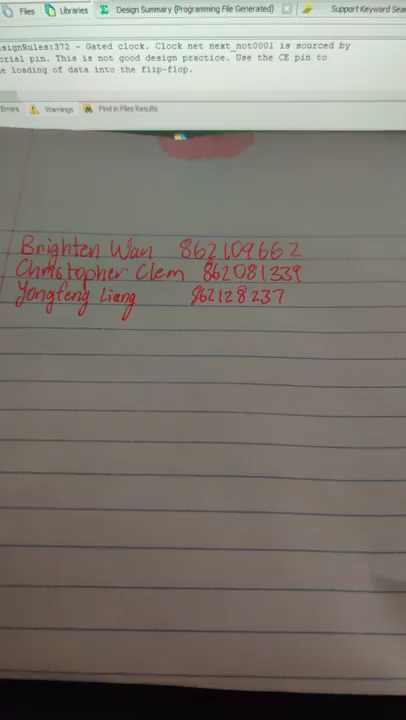 Files Libraries Design Summary (Programming File Generated) Support Keyword Sear
signRules:372 - Gated clock. Clock net next_not0001 is sourced by
orial pin. This is not good design practice. Use the CE pin to
e loading of data into the flip-flop.
Errors Warnings Find in Files Results
Brighten Wan 862109662
Christopher Clem 862081339
Yongfeng Liang 862128237